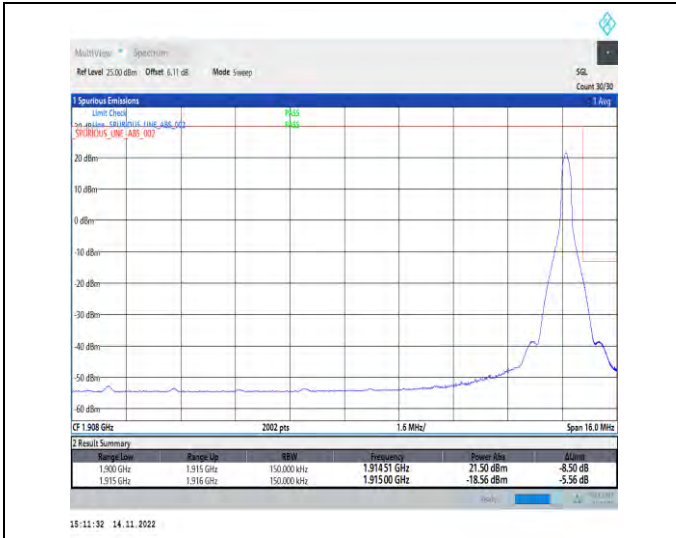 MultiView Spectrum
Ref Level 25.00 dBm Offset 6.11 dB Mode Sweep SGL
Count 30/30
1 Spurious Emissions 1 Avg
Limit Check PASS
Line _SPURIOUS_LINE_ABS_002 PASS
_SPURIOUS_LINE_ABS_002
20 dBm
10 dBm
0 dBm
-10 dBm
-20 dBm
-30 dBm
-40 dBm
-50 dBm
-60 dBm
CF 1.908 GHz 2002 pts 1.6 MHz/ Span 16.0 MHz
2 Result Summary
Range Low Range Up RBW Frequency Power Abs ΔLimit
1.900 GHz 1.915 GHz 150.000 kHz 1.91451 GHz 21.50 dBm -8.50 dB
1.915 GHz 1.916 GHz 150.000 kHz 1.91500 GHz -18.56 dBm -5.56 dB
15:11:32 14.11.2022